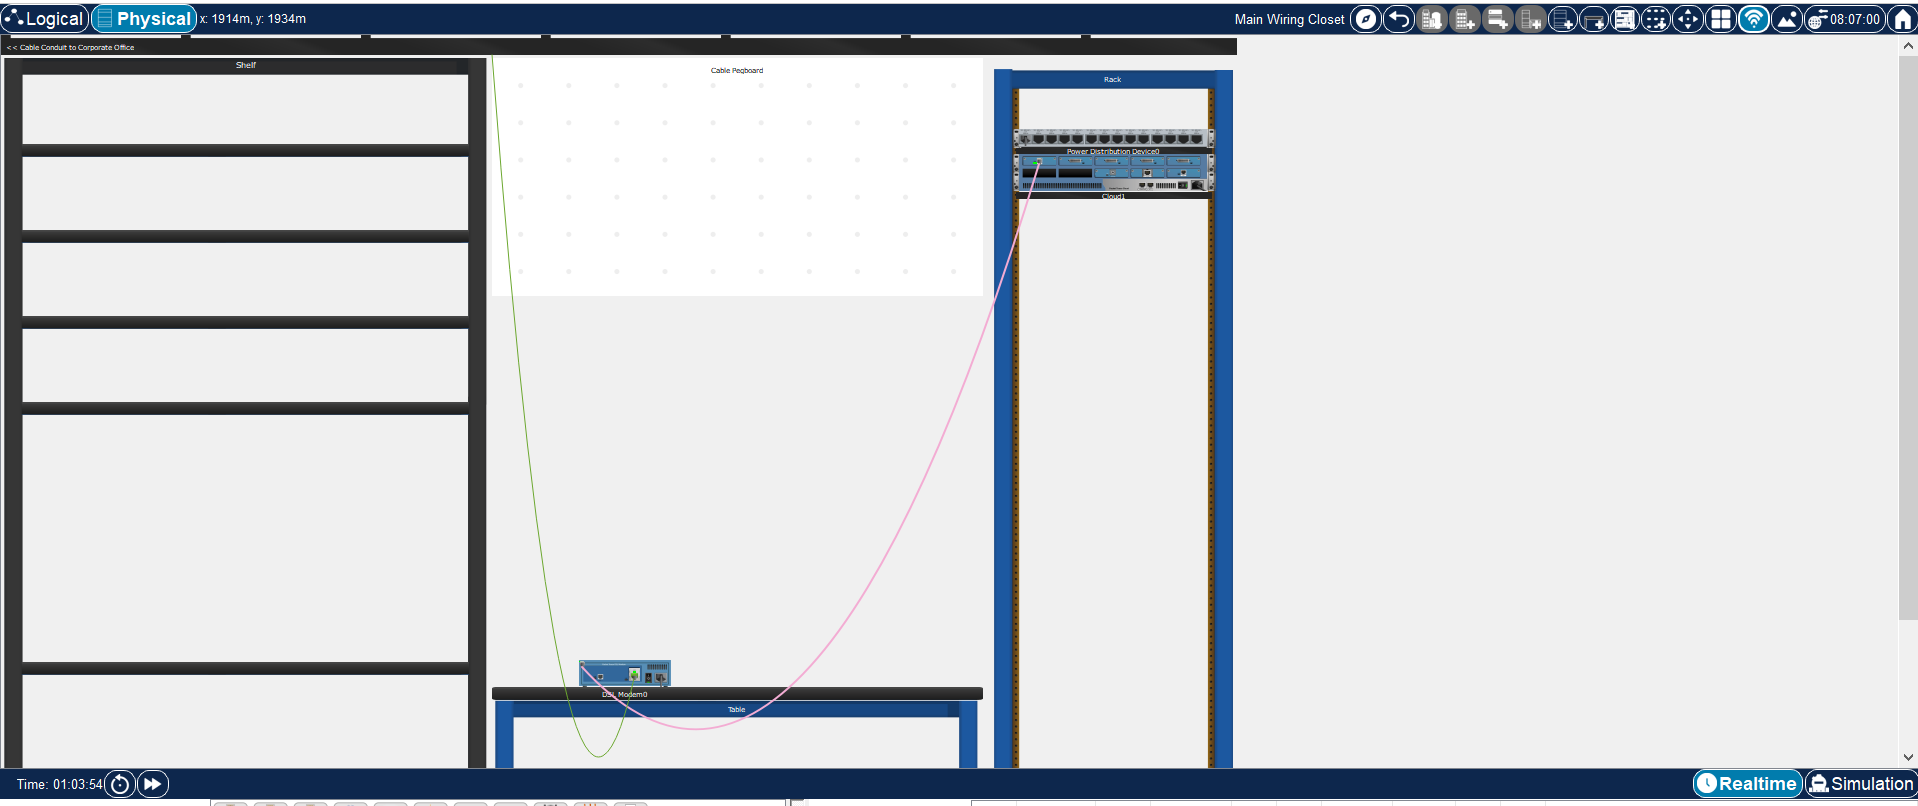 Logical
Physical
x: 1914m, y: 1934m
Main Wiring Closet
08:07:00
<< Cable Conduit to Corporate Office
Shelf
Cable Pegboard
Rack
Power Distribution Device0
Cloud1
DSL Modem0
Table
Time: 01:03:54
Realtime
Simulation